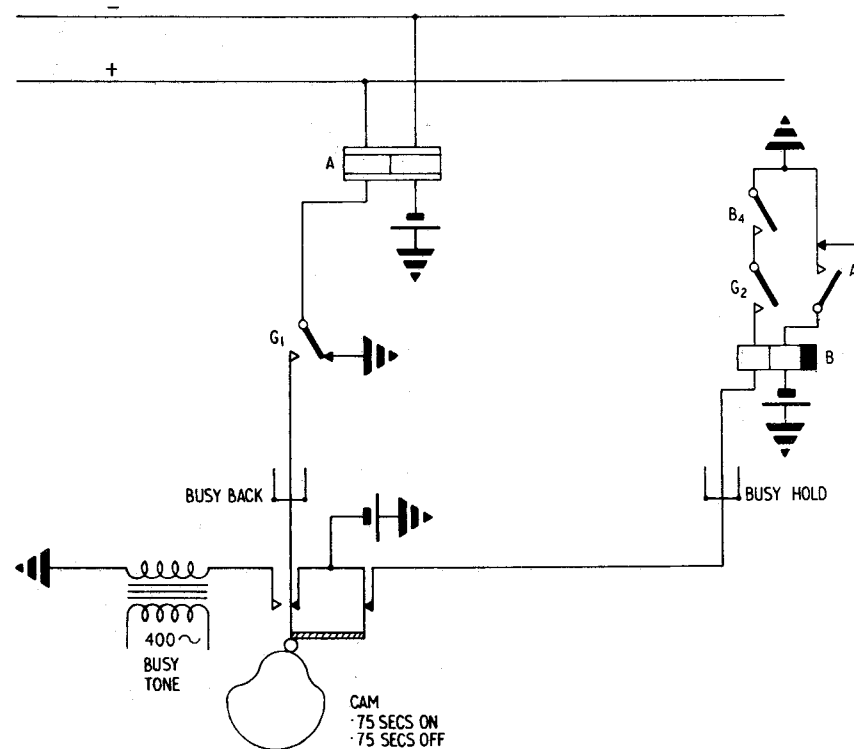 −
+
A
B4
G2
A
B
G1
BUSY BACK
BUSY HOLD
400~
BUSY
TONE
CAM
·75 SECS ON
·75 SECS OFF